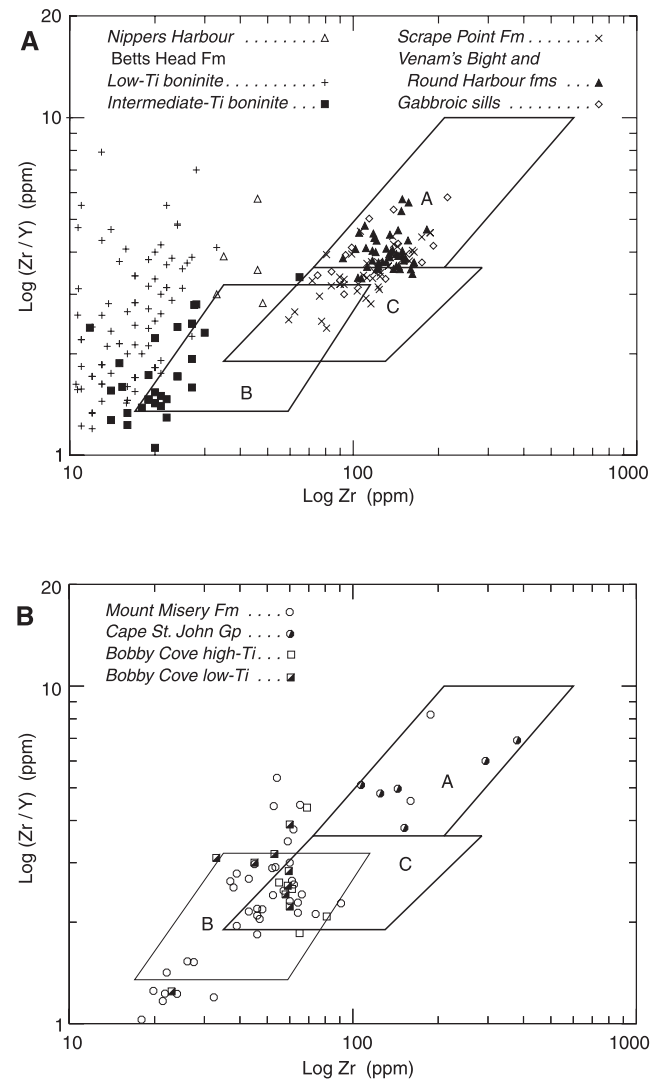 A
20
10
1
Log (Zr / Y) (ppm)
Nippers Harbour ........
Betts Head Fm
Low-Ti boninite ..........
Intermediate-Ti boninite ...
Scrape Point Fm .......
Venam's Bight and
Round Harbour fms ...
Gabbroic sills .........
A
C
B
10 100 1000
Log Zr (ppm)
B
20
10
1
Log (Zr / Y) (ppm)
Mount Misery Fm ....
Cape St. John Gp ....
Bobby Cove high-Ti ...
Bobby Cove low-Ti ....
A
C
B
10 100 1000
Log Zr (ppm)